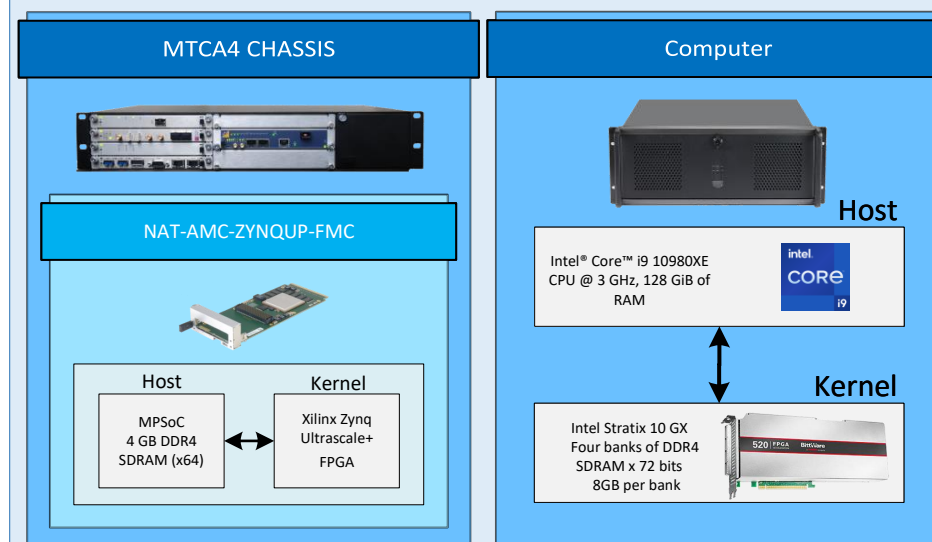 MTCA4 CHASSIS
NAT-AMC-ZYNQUP-FMC
Host
MPSoC
4 GB DDR4
SDRAM (x64)
Kernel
Xilinx Zynq
Ultrascale+
FPGA
Computer
Host
Intel® Core™ i9 10980XE
CPU @ 3 GHz, 128 GiB of
RAM
intel.
CORE
i9
Kernel
Intel Stratix 10 GX
Four banks of DDR4
SDRAM x 72 bits
8GB per bank
520 FPGA BittWare